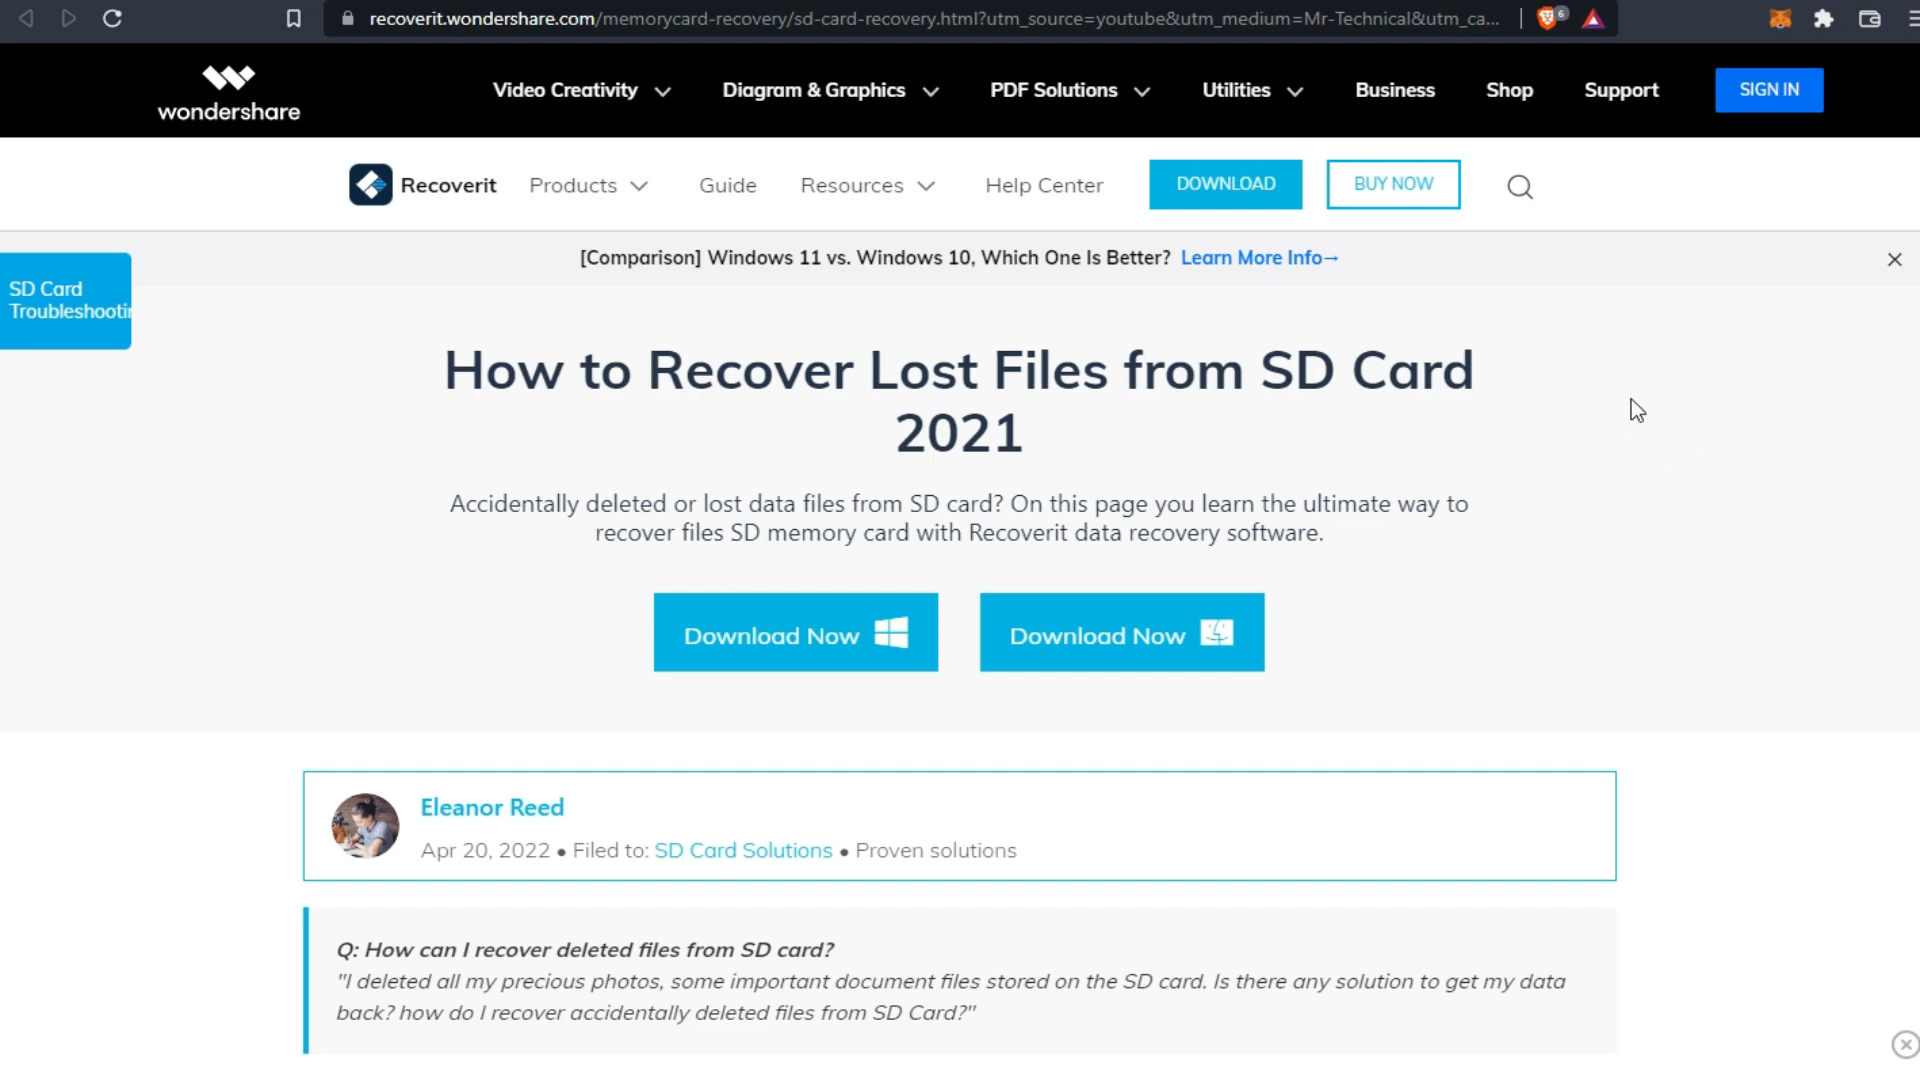 recoverit.wondershare.com/memorycard-recovery/sd-card-recovery.html?utm_source=youtube&utm_medium=Mr-Technical&utm_ca...
6
wondershare
Video Creativity
Diagram & Graphics
PDF Solutions
Utilities
Business
Shop
Support
SIGN IN
Recoverit
Products
Guide
Resources
Help Center
DOWNLOAD
BUY NOW
[Comparison] Windows 11 vs. Windows 10, Which One Is Better? Learn More Info→
SD Card
Troubleshootin
How to Recover Lost Files from SD Card
2021
Accidentally deleted or lost data files from SD card? On this page you learn the ultimate way to
recover files SD memory card with Recoverit data recovery software.
Download Now
Download Now
Eleanor Reed
Apr 20, 2022 • Filed to: SD Card Solutions • Proven solutions
Q: How can I recover deleted files from SD card?
"I deleted all my precious photos, some important document files stored on the SD card. Is there any solution to get my data
back? how do I recover accidentally deleted files from SD Card?"